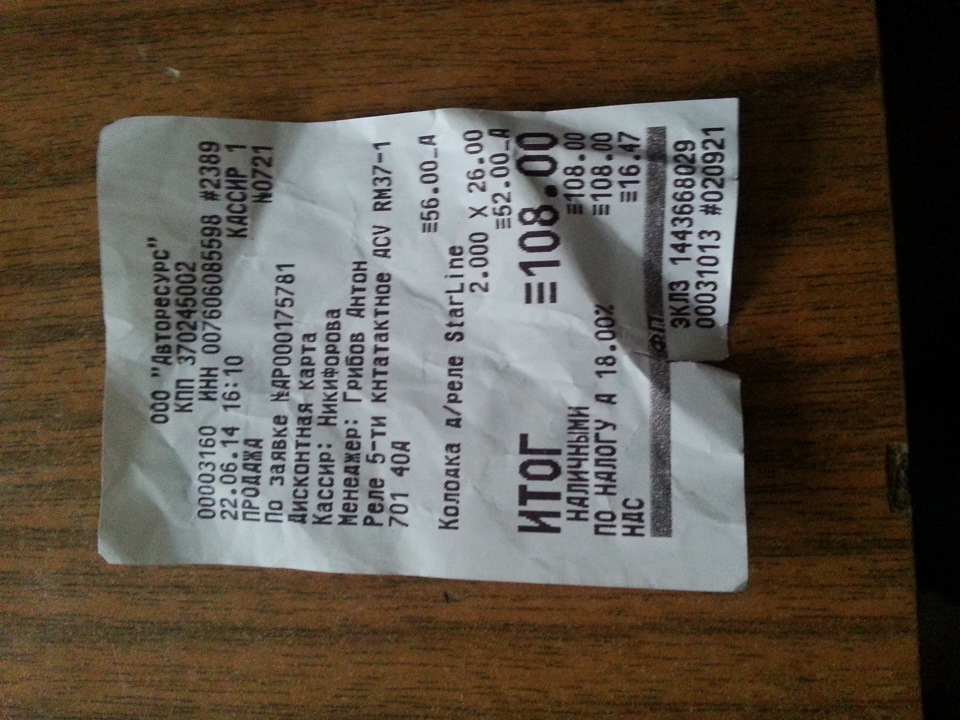 ООО "Авторесурс"
КПП 370245002
00003160 ИНН 007606085598 #2389
22.06.14 16:10 КАССИР 1
ПРОДАЖА №0721
По заявке №ДРО00175781
Дисконтная карта
Кассир: Никифорова
Менеджер: Грибов Антон
Реле 5-ти кнтатактное ACV RM37-1
701 40A
≡56.00_А
Колодка д/реле StarLine
2.000 X 26.00
≡52.00_А
ИТОГ ≡108.00
НАЛИЧНЫМИ ≡108.00
ПО НАЛОГУ А 18.00% ≡108.00
НДС ≡16.47
ФП
ЭКЛЗ 1443668029
00031013 #020921